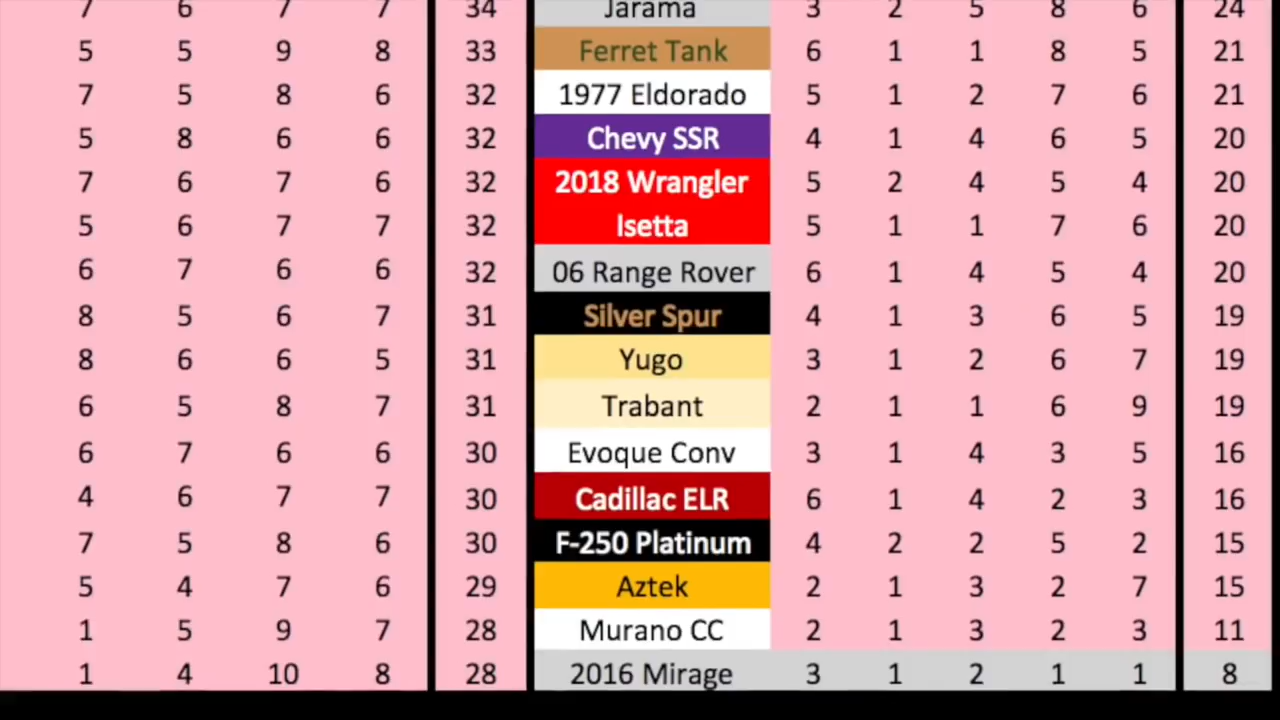 7 6 7 7 34 Jarama 3 2 5 8 6 24
5 5 9 8 33 Ferret Tank 6 1 1 8 5 21
7 5 8 6 32 1977 Eldorado 5 1 2 7 6 21
5 8 6 6 32 Chevy SSR 4 1 4 6 5 20
7 6 7 6 32 2018 Wrangler 5 2 4 5 4 20
5 6 7 7 32 Isetta 5 1 1 7 6 20
6 7 6 6 32 06 Range Rover 6 1 4 5 4 20
8 5 6 7 31 Silver Spur 4 1 3 6 5 19
8 6 6 5 31 Yugo 3 1 2 6 7 19
6 5 8 7 31 Trabant 2 1 1 6 9 19
6 7 6 6 30 Evoque Conv 3 1 4 3 5 16
4 6 7 7 30 Cadillac ELR 6 1 4 2 3 16
7 5 8 6 30 F-250 Platinum 4 2 2 5 2 15
5 4 7 6 29 Aztek 2 1 3 2 7 15
1 5 9 7 28 Murano CC 2 1 3 2 3 11
1 4 10 8 28 2016 Mirage 3 1 2 1 1 8